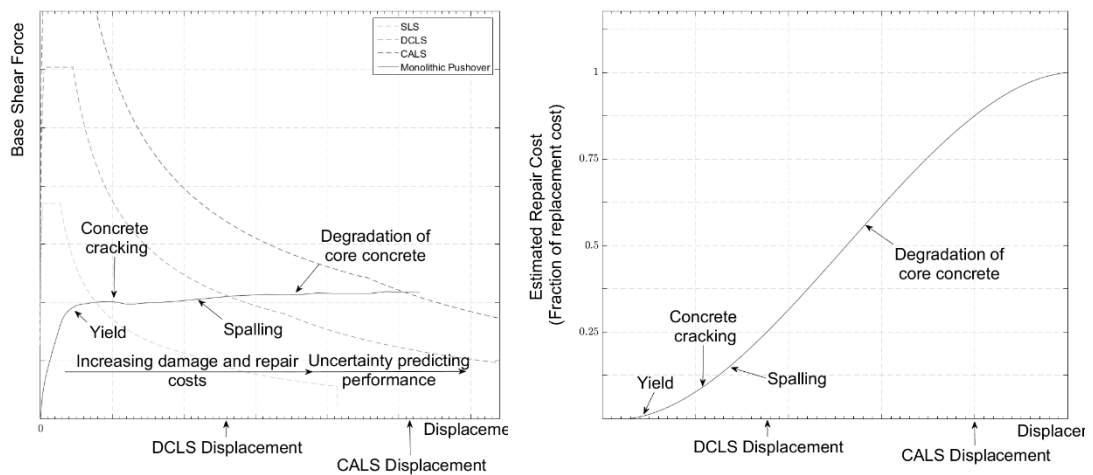 Base Shear Force
SLS
DCLS
CALS
Monolithic Pushover
Concrete
cracking
Degradation of
core concrete
Yield
Spalling
Increasing damage and repair
costs
Uncertainty predicting
performance
0
Displaceme
DCLS Displacement
CALS Displacement
Estimated Repair Cost
(Fraction of replacement cost)
1
0.75
0.5
0.25
Degradation of
core concrete
Concrete
cracking
Yield
Spalling
Displacer
DCLS Displacement
CALS Displacement